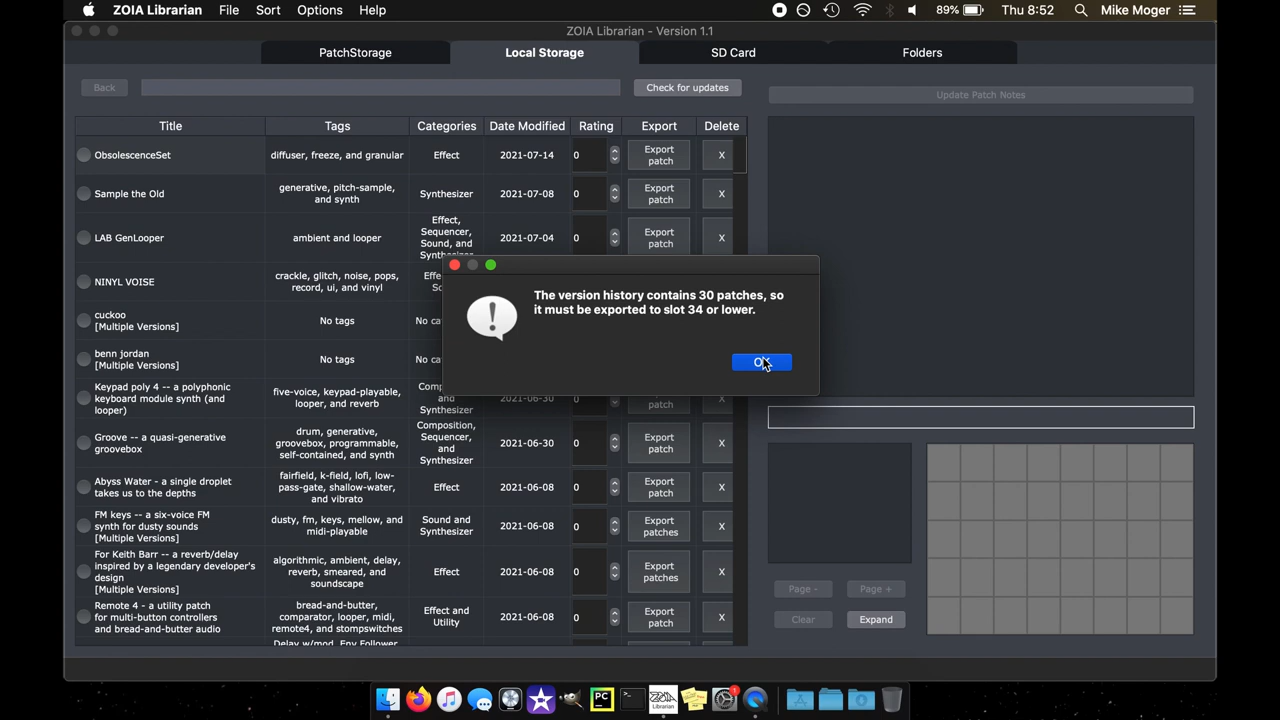 ZOIA Librarian File Sort Options Help 89% Thu 8:52 Mike Moger
ZOIA Librarian - Version 1.1
PatchStorage Local Storage SD Card Folders
Back Check for updates Update Patch Notes
Title Tags Categories Date Modified Rating Export Delete
ObsolescenceSet diffuser, freeze, and granular Effect 2021-07-14 0 Export X
patch
Sample the Old generative, pitch-sample, Synthesizer 2021-07-08 0 Export X
and synth patch
LAB GenLooper ambient and looper Effect, 2021-07-04 0 Export X
Sequencer, patch
Sound, and
NINYL VOISE crackle, glitch, noise, pops,
record, ui, and vinyl
cuckoo No tags
[Multiple Versions]
benn jordan No tags
[Multiple Versions]
The version history contains 30 patches, so
it must be exported to slot 34 or lower.
Keypad poly 4 -- a polyphonic five-voice, keypad-playable, 2021-06-30 patch X
keyboard module synth (and looper, and reverb and
looper) Synthesizer
Groove -- a quasi-generative drum, generative, Composition, 2021-06-30 0 Export X
groovebox groovebox, programmable, Sequencer, patch
self-contained, and synth and
Synthesizer
Abyss Water - a single droplet fairfield, k-field, lofi, low- Effect 2021-06-08 0 Export X
takes us to the depths pass-gate, shallow-water, patch
and vibrato
FM keys -- a six-voice FM dusty, fm, keys, mellow, and Sound and 2021-06-08 0 Export X
synth for dusty sounds midi-playable Synthesizer patches
[Multiple Versions]
For Keith Barr -- a reverb/delay algorithmic, ambient, delay, Effect 2021-06-08 0 Export X
inspired by a legendary developer's reverb, smeared, and patches
design soundscape
[Multiple Versions]
Remote 4 - a utility patch bread-and-butter, Effect and 2021-06-08 0 Export X
for multi-button controllers comparator, looper, midi, Utility patch
and bread-and-butter audio remote4, and stompswitches
Page - Page +
Clear Expand
PC
ZOIA
Librarian
1